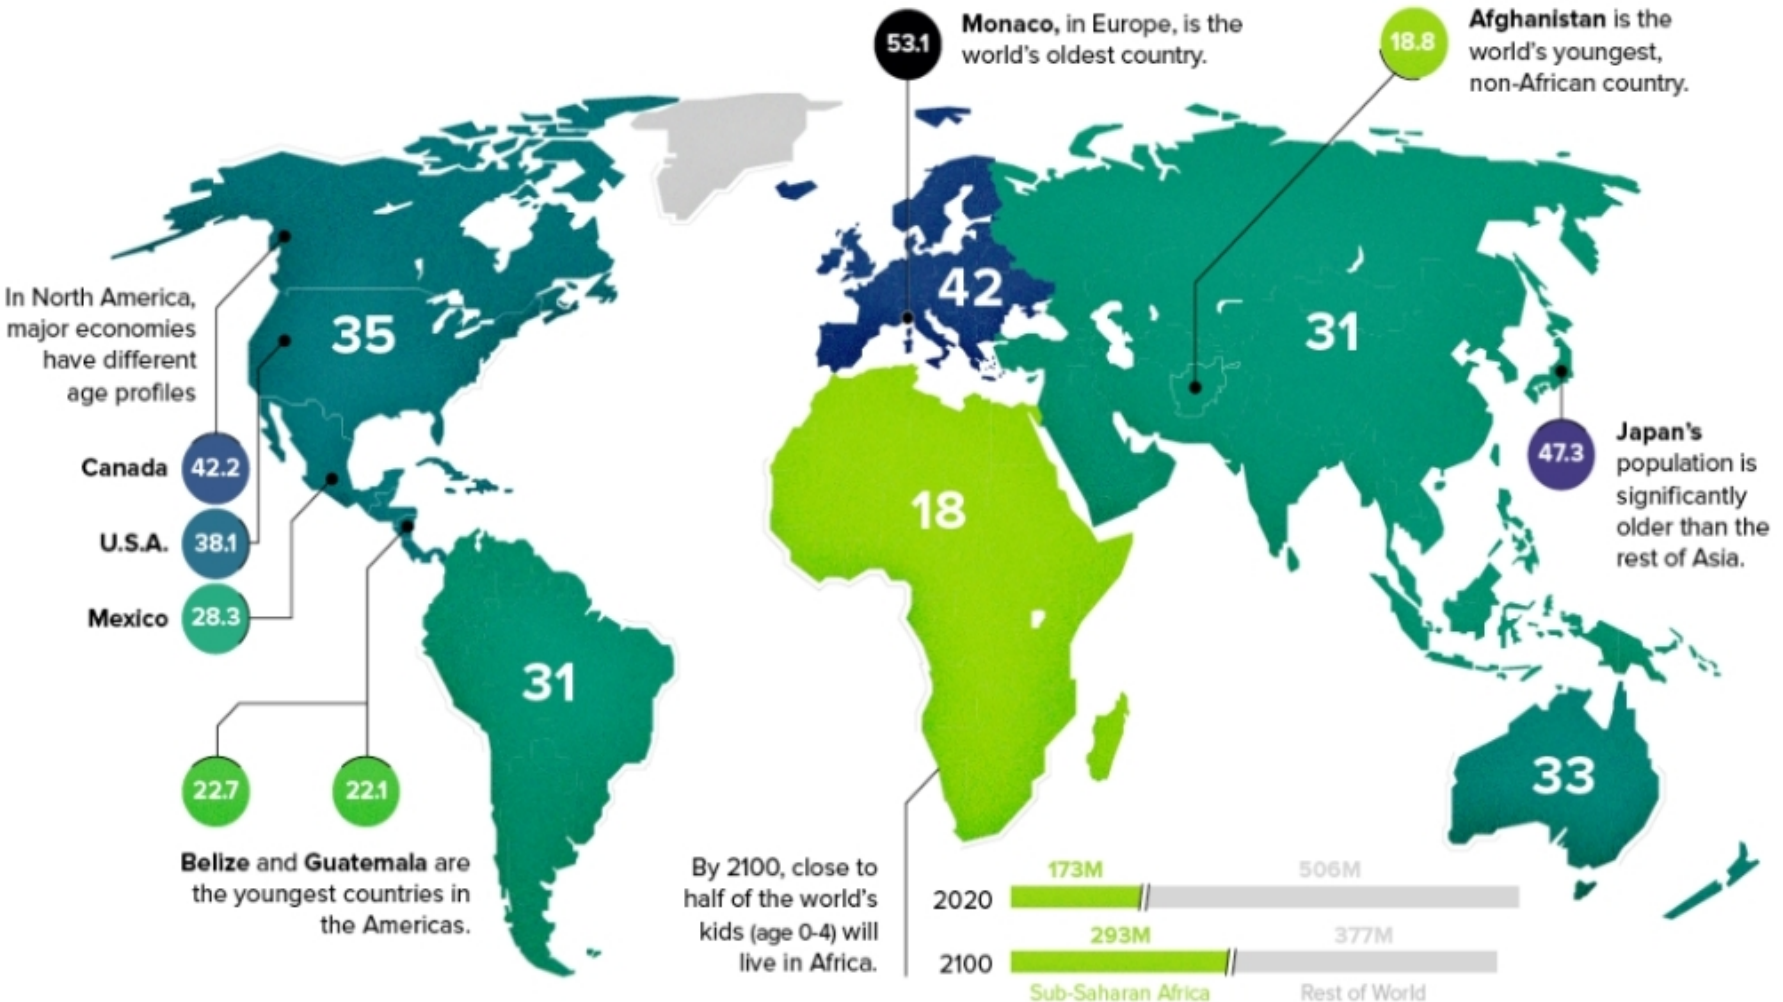 53.1
Monaco, in Europe, is the
world's oldest country.
18.8
Afghanistan is the
world's youngest,
non-African country.
In North America,
major economies
have different
age profiles
35
42
31
Canada
42.2
U.S.A.
38.1
Mexico
28.3
18
47.3
Japan's
population is
significantly
older than the
rest of Asia.
31
33
22.7
22.1
Belize and Guatemala are
the youngest countries in
the Americas.
By 2100, close to
half of the world's
kids (age 0-4) will
live in Africa.
173M
506M
2020
293M
377M
2100
Sub-Saharan Africa
Rest of World